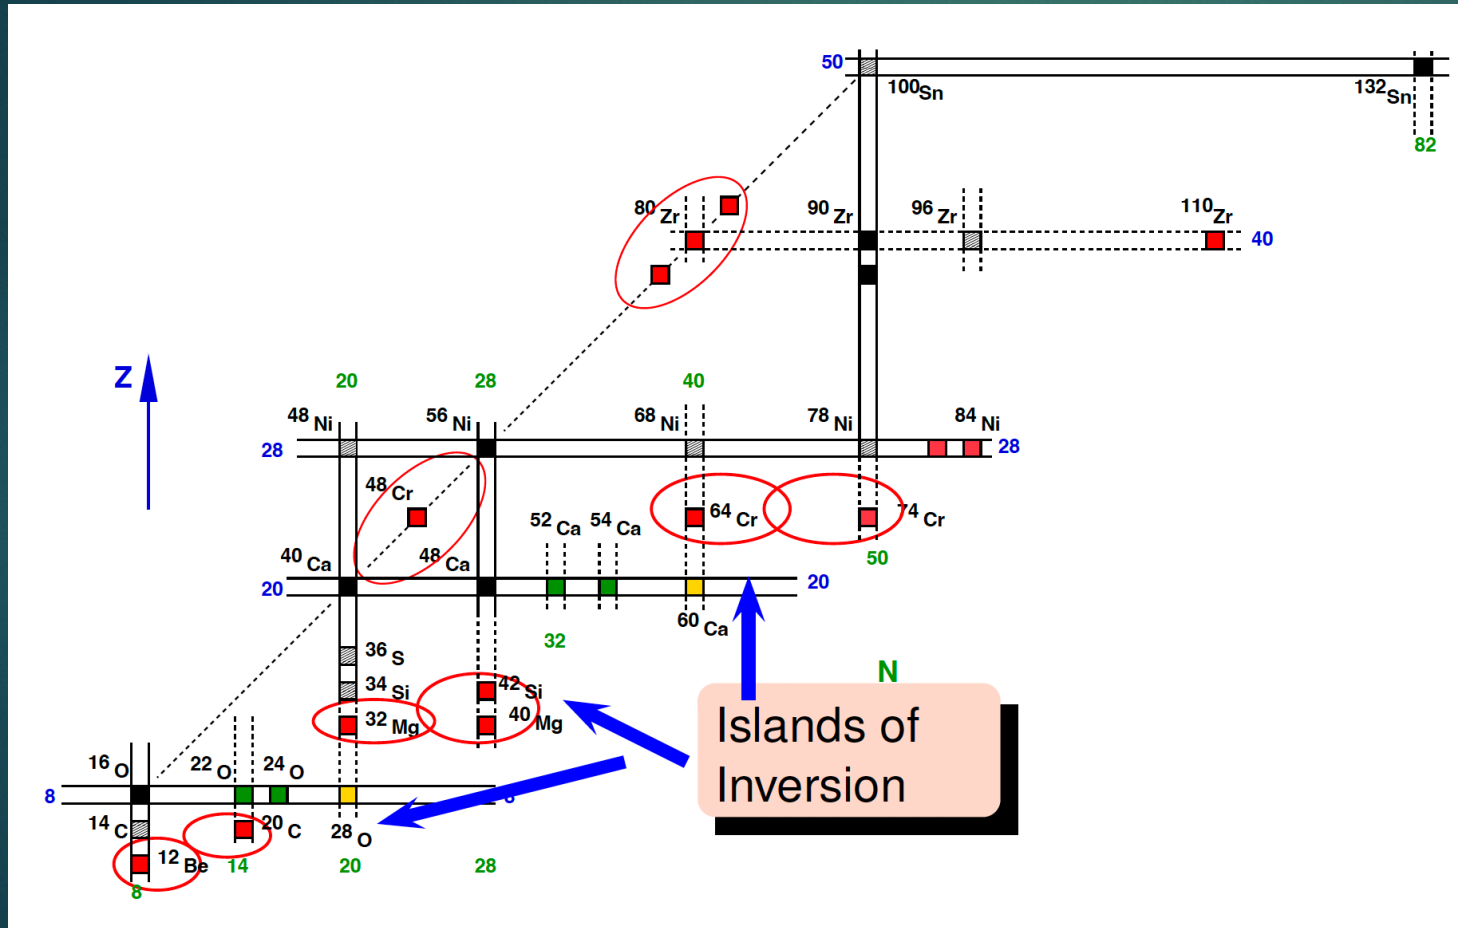 50
100Sn
132Sn
82
80Zr
90Zr
96Zr
110Zr
40
Z
20
28
40
48Ni
56Ni
68Ni
78Ni
84Ni
28
28
48Cr
64Cr
74Cr
52Ca
54Ca
40Ca
48Ca
50
20
20
60Ca
32
36S
34Si
42Si
N
32Mg
40Mg
Islands of
Inversion
16O
22O
24O
8
8
14C
20C
28O
12Be
14
20
28
8